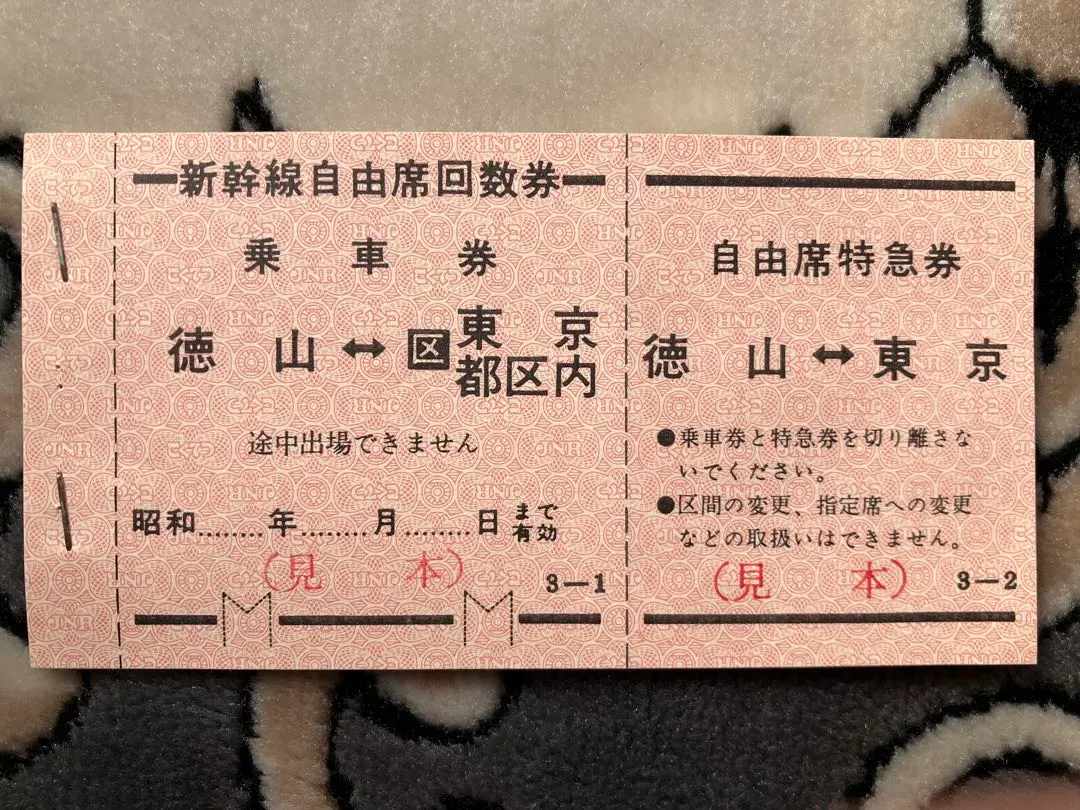 新幹線自由席回数券
乗車券
徳山↔区東京都区内
途中出場できません
昭和........年........月........日まで有効
(見本)
3-1
自由席特急券
徳山↔東京
●乗車券と特急券を切り離さな
いでください。
●区間の変更、指定席への変更
などの取扱いはできません。
(見本)
3-2